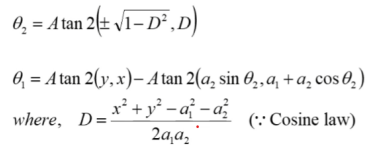 θ₂ = A tan 2(± √1−D², D)
θ₁ = A tan 2(y, x) − A tan 2(a₂ sin θ₂, a₁ + a₂ cos θ₂)
where, D = (x² + y² − a₁² − a₂²) / 2a₁a₂ (∵ Cosine law)